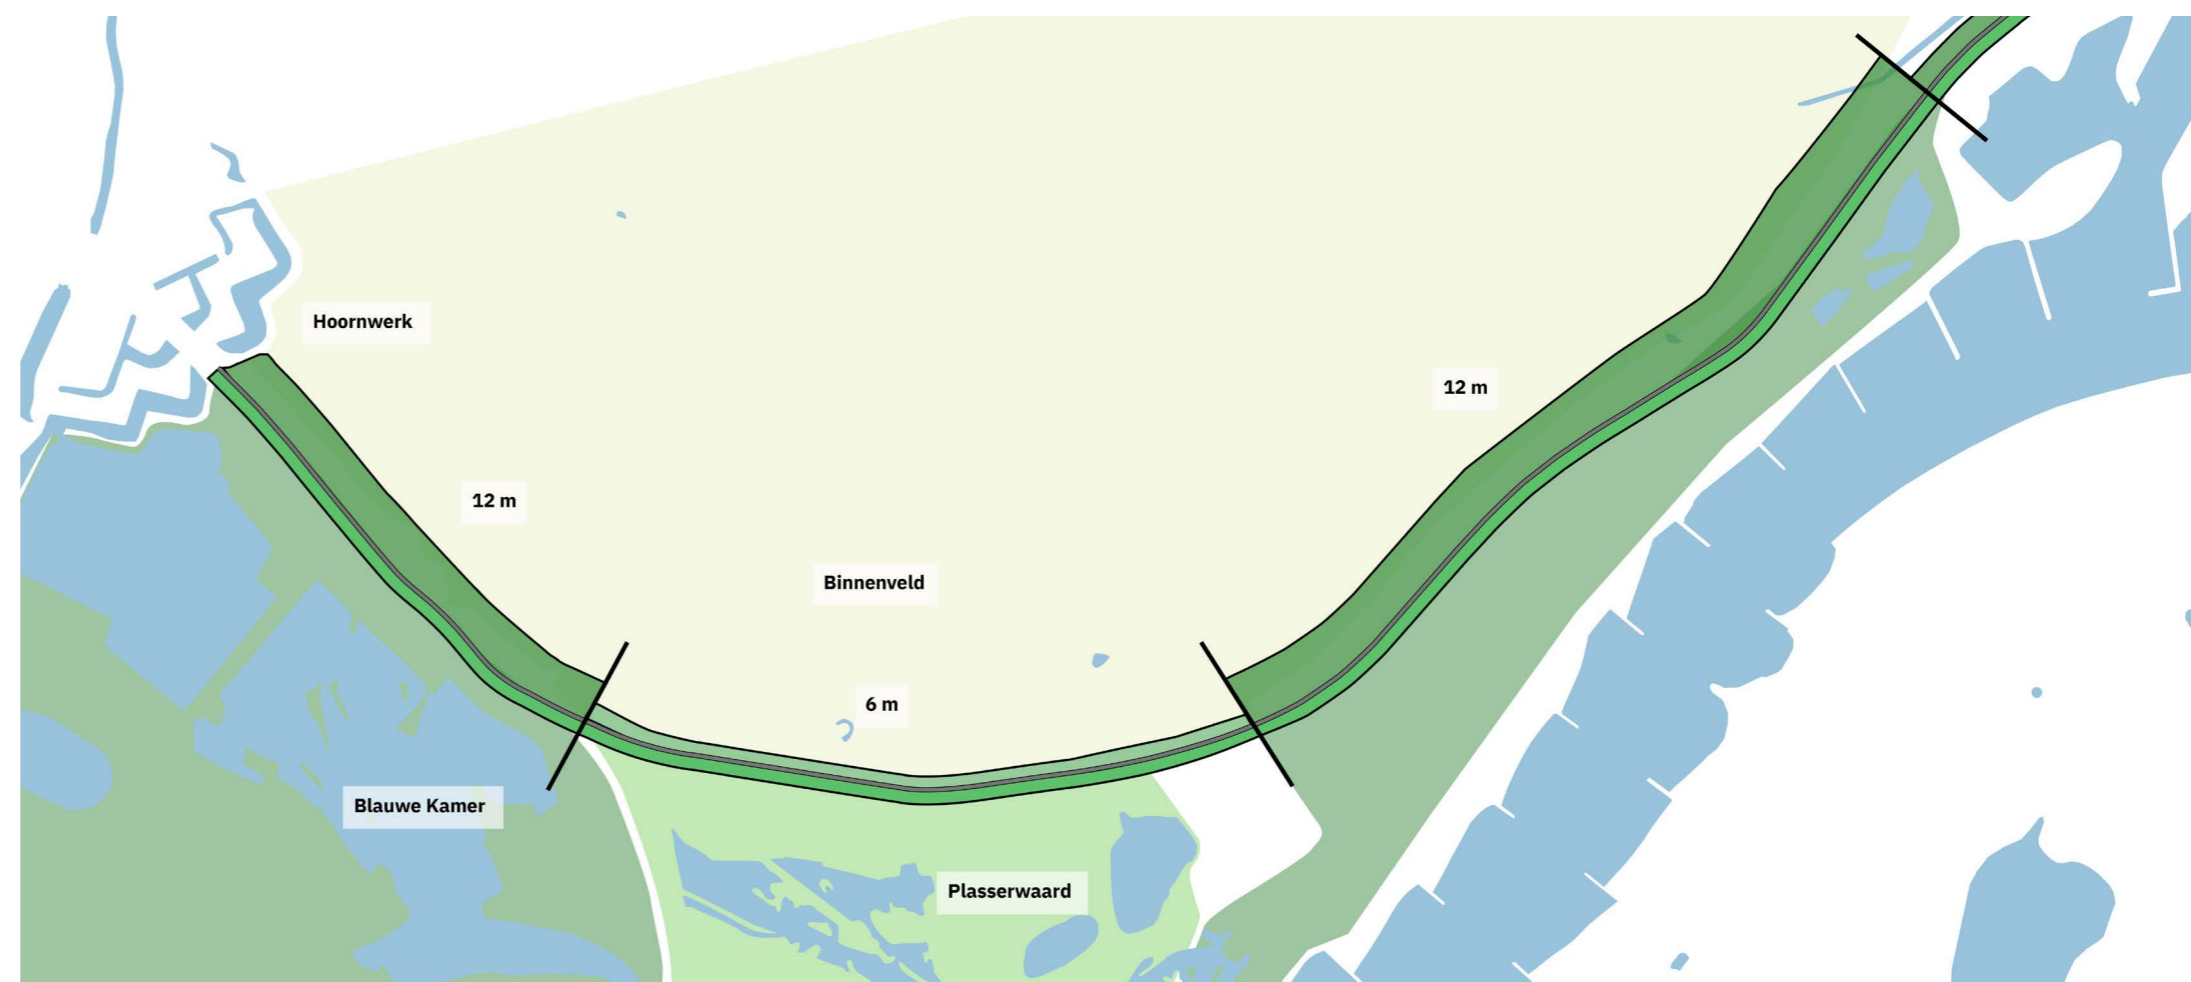 Hoornwerk
12 m
12 m
Binnenveld
6 m
Blauwe Kamer
Plasserwaard